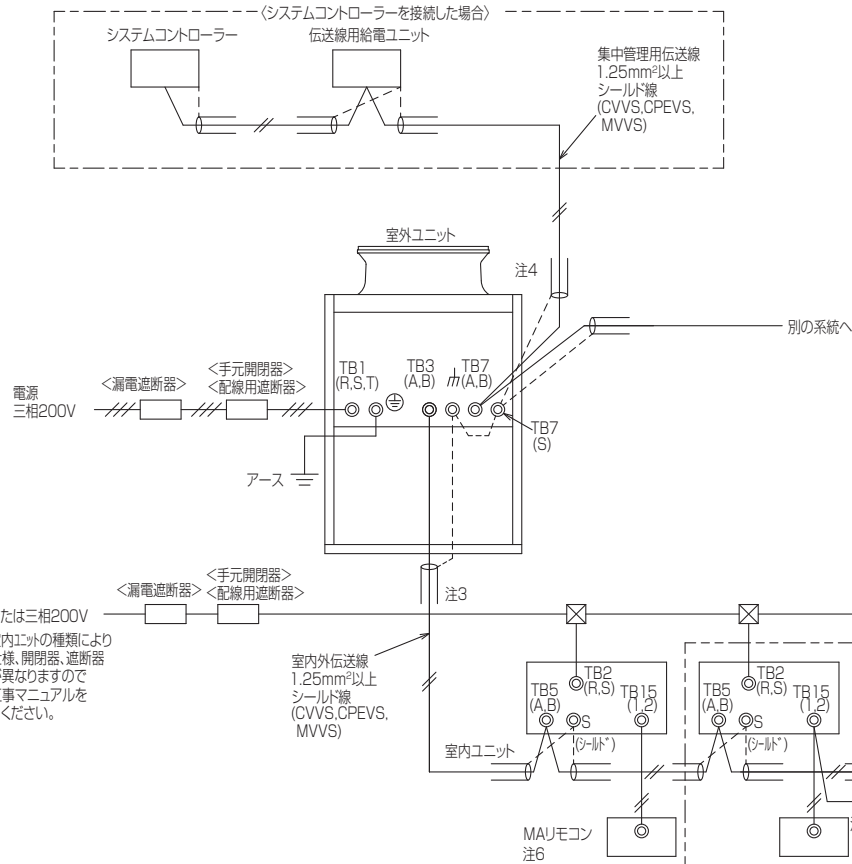 〈システムコントローラーを接続した場合〉
システムコントローラー
伝送線用給電ユニット
集中管理用伝送線
1.25mm²以上
シールド線
(CVVS,CPEVS,
MVVS)
室外ユニット
注4
別の系統へ
TB1
(R,S,T)
TB3
(A,B)
TB7
(A,B)
TB7
(S)
電源
三相200V
<漏電遮断器>
<手元開閉器>
<配線用遮断器>
アース
<漏電遮断器>
<手元開閉器>
<配線用遮断器>
注3
たは三相200V
内ユニットの種類により
様、開閉器、遮断器
異なりますので
事マニュアルを
ください。
室内外伝送線
1.25mm²以上
シールド線
(CVVS,CPEVS,
MVVS)
TB2
(R,S)
TB5
(A,B)
S
TB15
(1,2)
(シールド)
TB2
(R,S)
TB5
(A,B)
S
TB15
(1,2)
(シールド)
室内ユニット
MAリモコン
注6